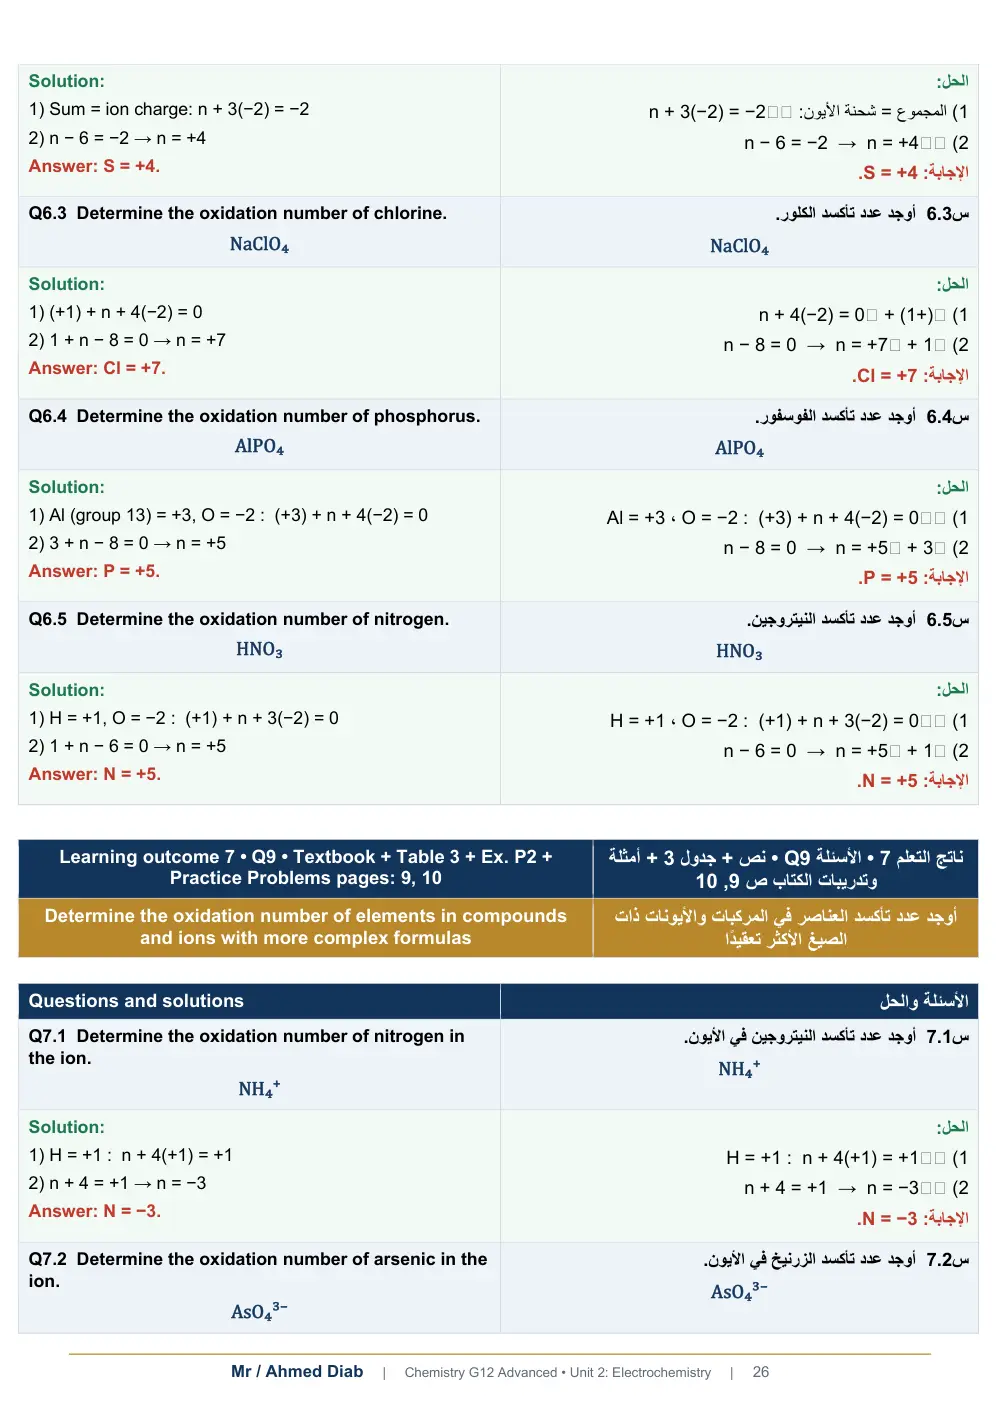 Solution:
1) Sum = ion charge: n + 3(−2) = −2
2) n − 6 = −2 → n = +4
Answer: S = +4.
الحل:
1) المجموع = شحنة الأيون: □□n + 3(−2) = −2
2) □□n − 6 = −2 → n = +4
الإجابة: S = +4.
Q6.3 Determine the oxidation number of chlorine.
NaClO₄
س6.3 أوجد عدد تأكسد الكلور.
NaClO₄
Solution:
1) (+1) + n + 4(−2) = 0
2) 1 + n − 8 = 0 → n = +7
Answer: Cl = +7.
الحل:
1) □(+1) + □n + 4(−2) = 0
2) □1 + □n − 8 = 0 → n = +7
الإجابة: Cl = +7.
Q6.4 Determine the oxidation number of phosphorus.
AlPO₄
س6.4 أوجد عدد تأكسد الفوسفور.
AlPO₄
Solution:
1) Al (group 13) = +3, O = −2 : (+3) + n + 4(−2) = 0
2) 3 + n − 8 = 0 → n = +5
Answer: P = +5.
الحل:
1) □□Al = +3 ، O = −2 : (+3) + n + 4(−2) = 0
2) □3 + □n − 8 = 0 → n = +5
الإجابة: P = +5.
Q6.5 Determine the oxidation number of nitrogen.
HNO₃
س6.5 أوجد عدد تأكسد النيتروجين.
HNO₃
Solution:
1) H = +1, O = −2 : (+1) + n + 3(−2) = 0
2) 1 + n − 6 = 0 → n = +5
Answer: N = +5.
الحل:
1) □□H = +1 ، O = −2 : (+1) + n + 3(−2) = 0
2) □1 + □n − 6 = 0 → n = +5
الإجابة: N = +5.
Learning outcome 7 • Q9 • Textbook + Table 3 + Ex. P2 +
Practice Problems pages: 9, 10
ناتج التعلم 7 • الأسئلة Q9 • نص + جدول 3 + أمثلة
وتدريبات الكتاب ص 9, 10
Determine the oxidation number of elements in compounds
and ions with more complex formulas
أوجد عدد تأكسد العناصر في المركبات والأيونات ذات
الصيغ الأكثر تعقيدًا
Questions and solutions
الأسئلة والحل
Q7.1 Determine the oxidation number of nitrogen in
the ion.
NH₄⁺
س7.1 أوجد عدد تأكسد النيتروجين في الأيون.
NH₄⁺
Solution:
1) H = +1 : n + 4(+1) = +1
2) n + 4 = +1 → n = −3
Answer: N = −3.
الحل:
1) □□H = +1 : n + 4(+1) = +1
2) □□n + 4 = +1 → n = −3
الإجابة: N = −3.
Q7.2 Determine the oxidation number of arsenic in the
ion.
AsO₄³⁻
س7.2 أوجد عدد تأكسد الزرنيخ في الأيون.
AsO₄³⁻
Mr / Ahmed Diab | Chemistry G12 Advanced • Unit 2: Electrochemistry | 26